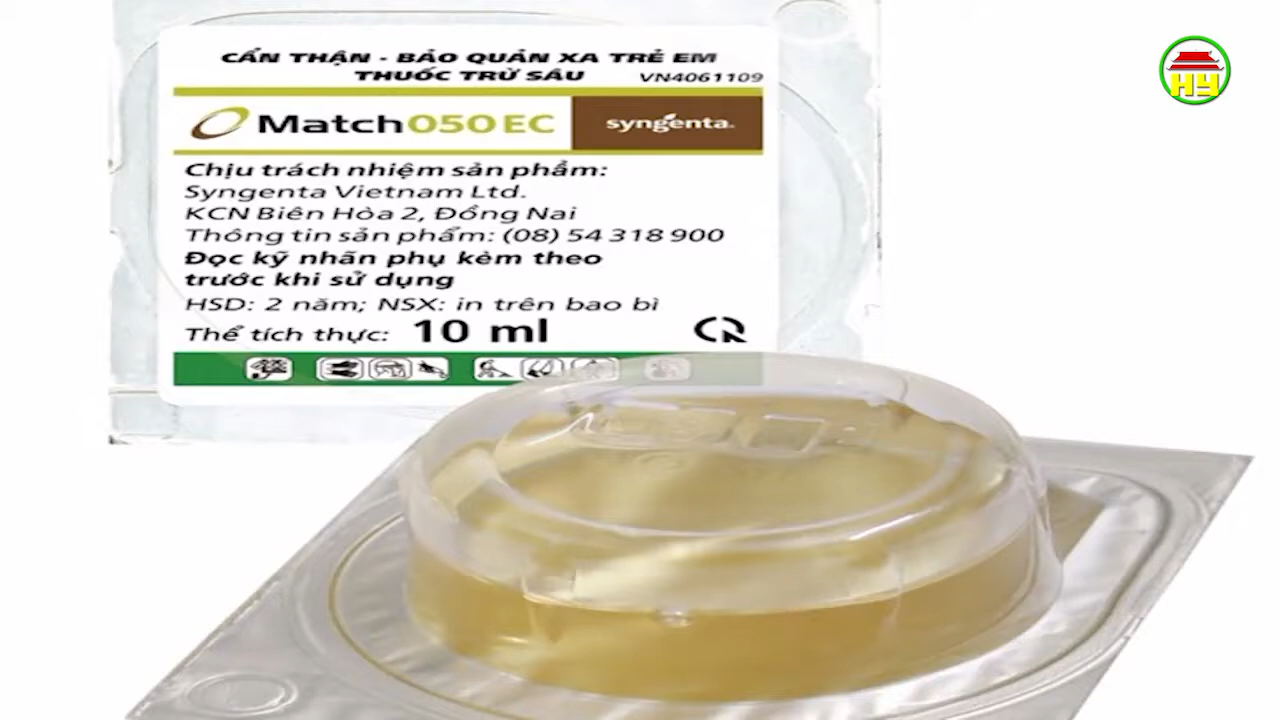 CẨN THẬN - BẢO QUẢN XA TRẺ EM
THUỐC TRỪ SÂU VN4061109
Match 050 EC syngenta
Chịu trách nhiệm sản phẩm:
Syngenta Vietnam Ltd.
KCN Biên Hòa 2, Đồng Nai
Thông tin sản phẩm: (08) 54 318 900
Đọc kỹ nhãn phụ kèm theo
trước khi sử dụng
HSD: 2 năm; NSX: in trên bao bì
Thể tích thực: 10 ml
HY